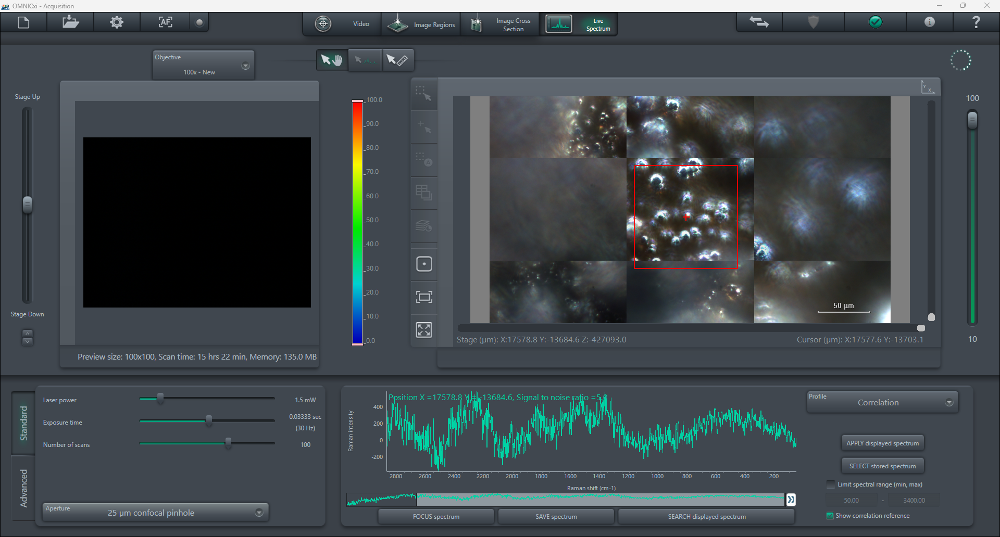 OMNICxi - Acquisition
AF
Video
Image Regions
Image Cross
Section
Live
Spectrum
i
?
Objective
100x - New
Stage Up
Stage Down
100.0
90.0
80.0
70.0
60.0
50.0
40.0
30.0
20.0
10.0
0.0
A
Y
X
50 µm
100
10
Stage (µm): X:17578.8 Y:-13684.6 Z:-427093.0
Cursor (µm): X:17577.6 Y:-13703.1
Preview size: 100x100, Scan time: 15 hrs 22 min, Memory: 135.0 MB
Standard
Advanced
Laser power
1.5 mW
Exposure time
0.03333 sec
(30 Hz)
Number of scans
100
Aperture
25 µm confocal pinhole
Position X =17578.8 Y =-13684.6, Signal to noise ratio =5.9
Raman intensity
400
200
0
-200
2800 2600 2400 2200 2000 1800 1600 1400 1200 1000 800 600 400 200
Raman shift (cm-1)
FOCUS spectrum
SAVE spectrum
SEARCH displayed spectrum
Profile
Correlation
APPLY displayed spectrum
SELECT stored spectrum
Limit spectral range (min, max)
50.00 - 3400.00
Show correlation reference